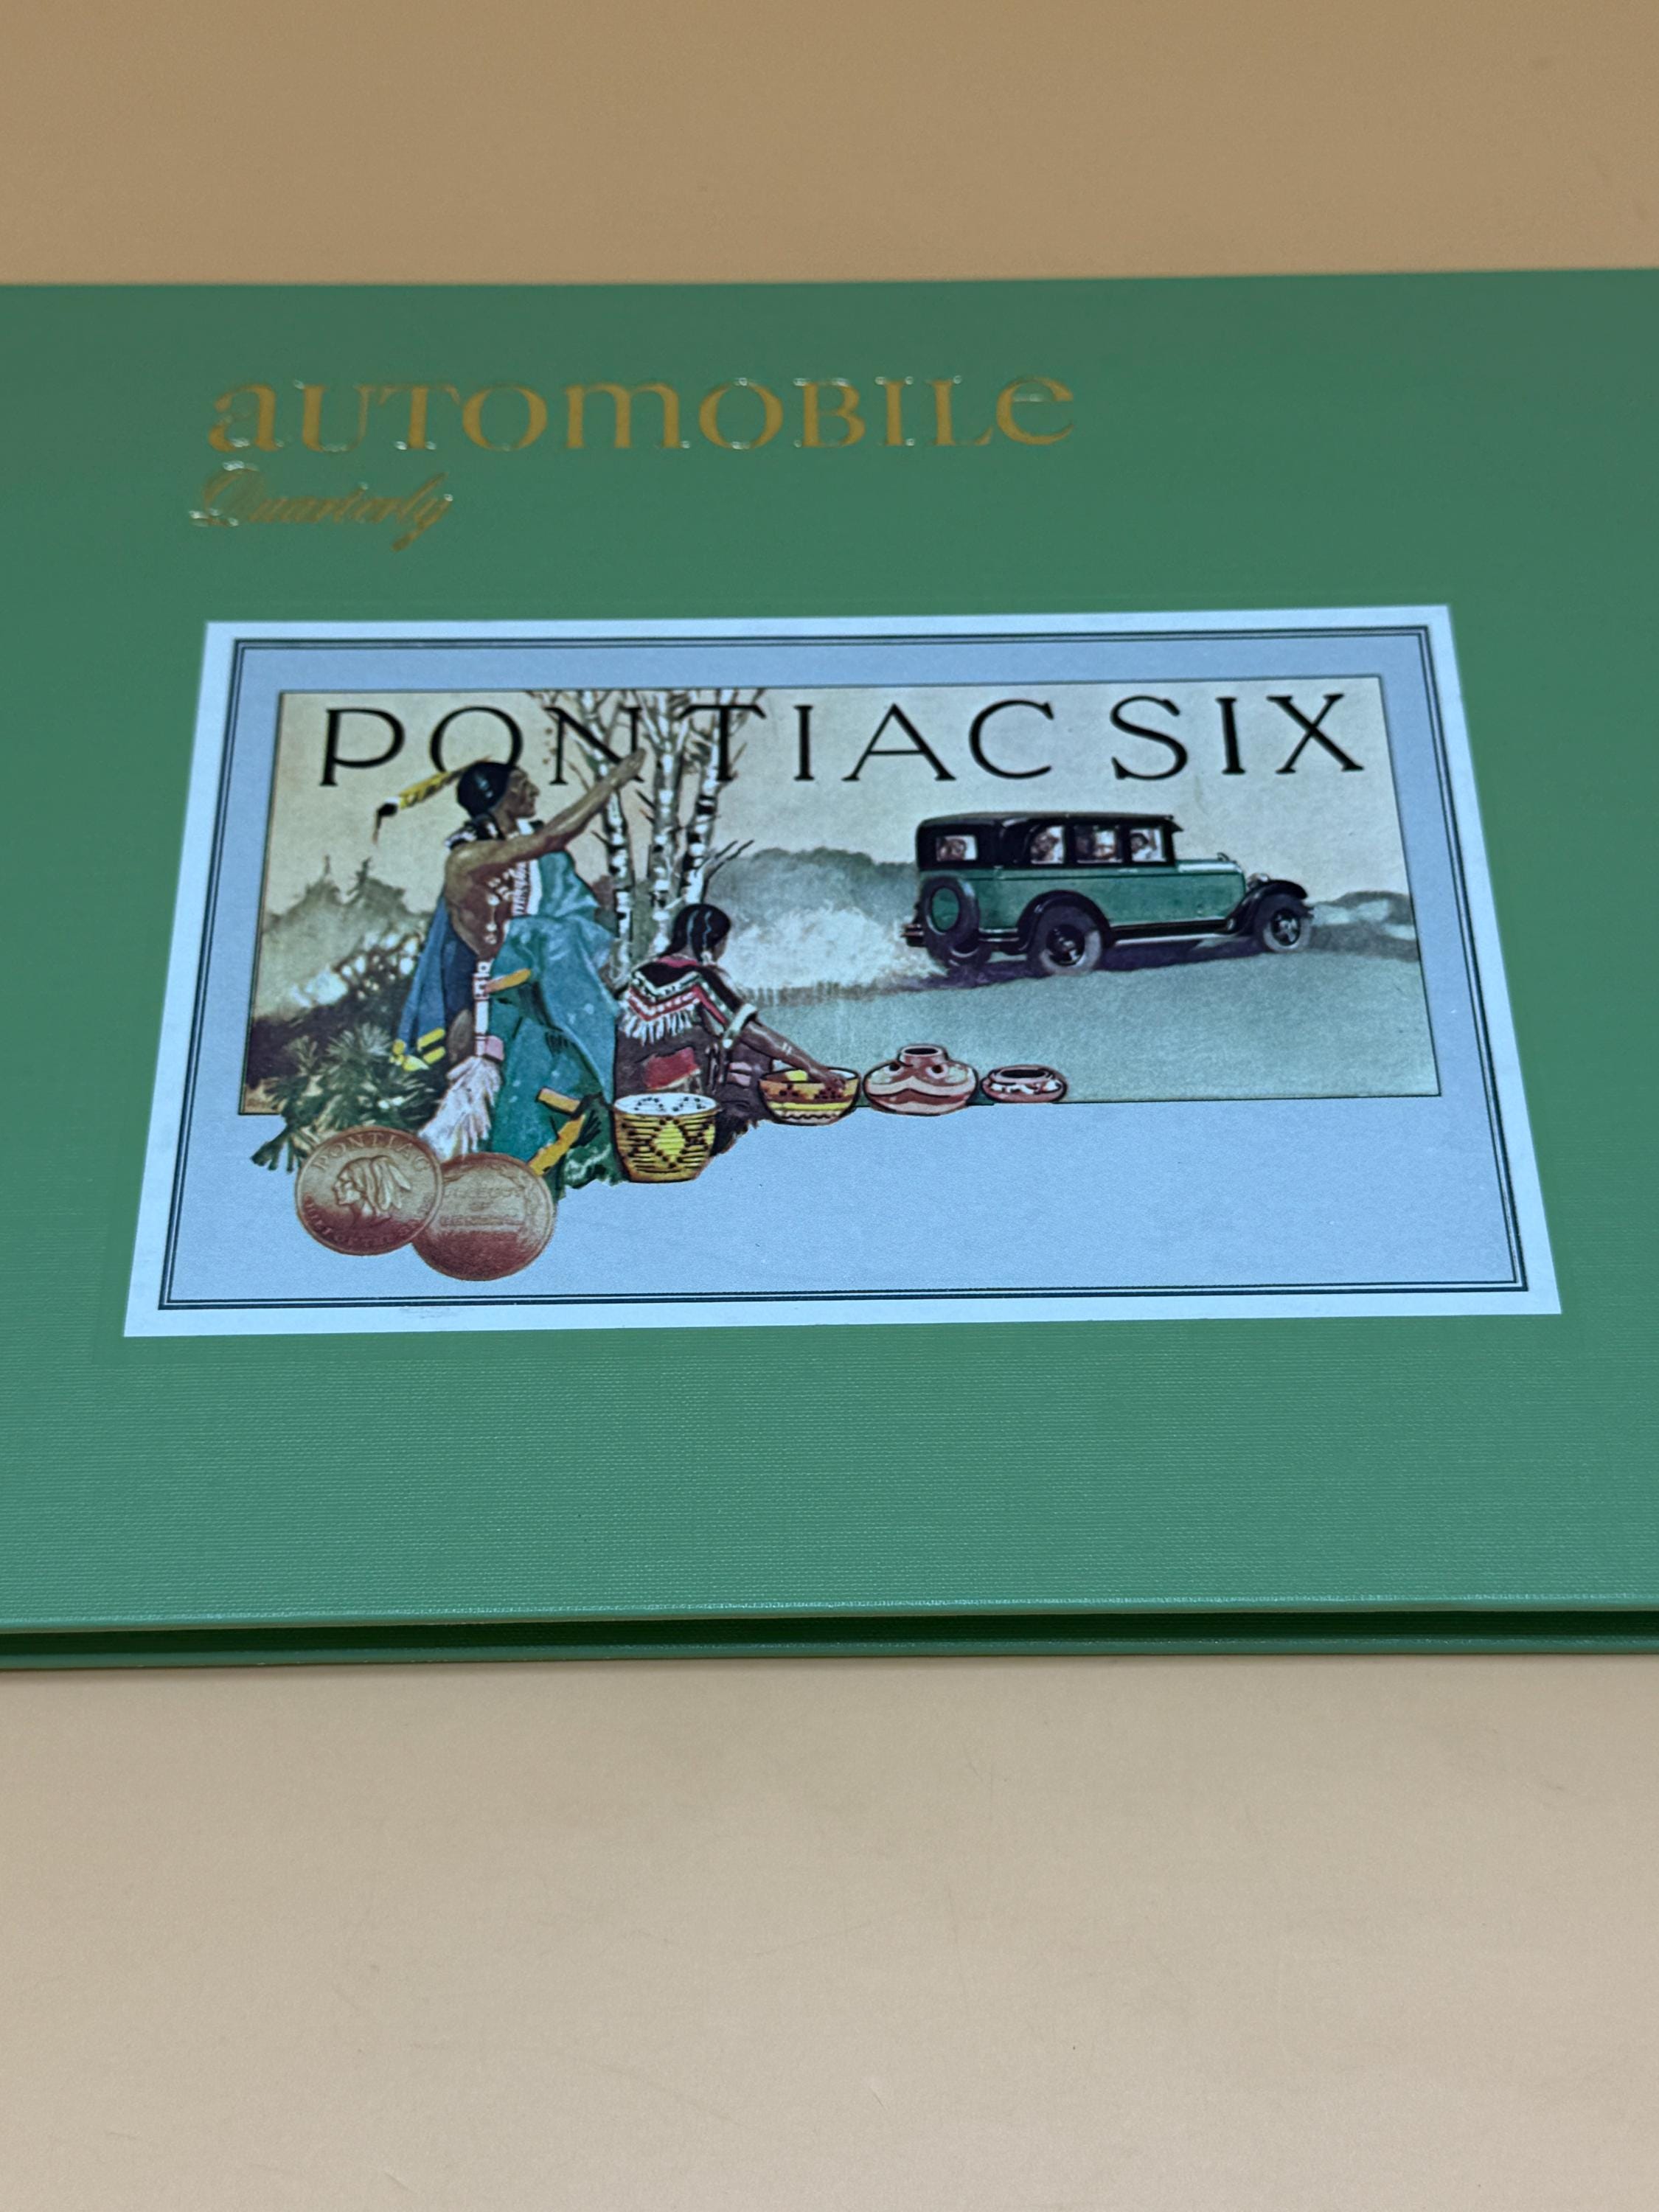 automobile
Quarterly
PONTIAC SIX
PONTIAC